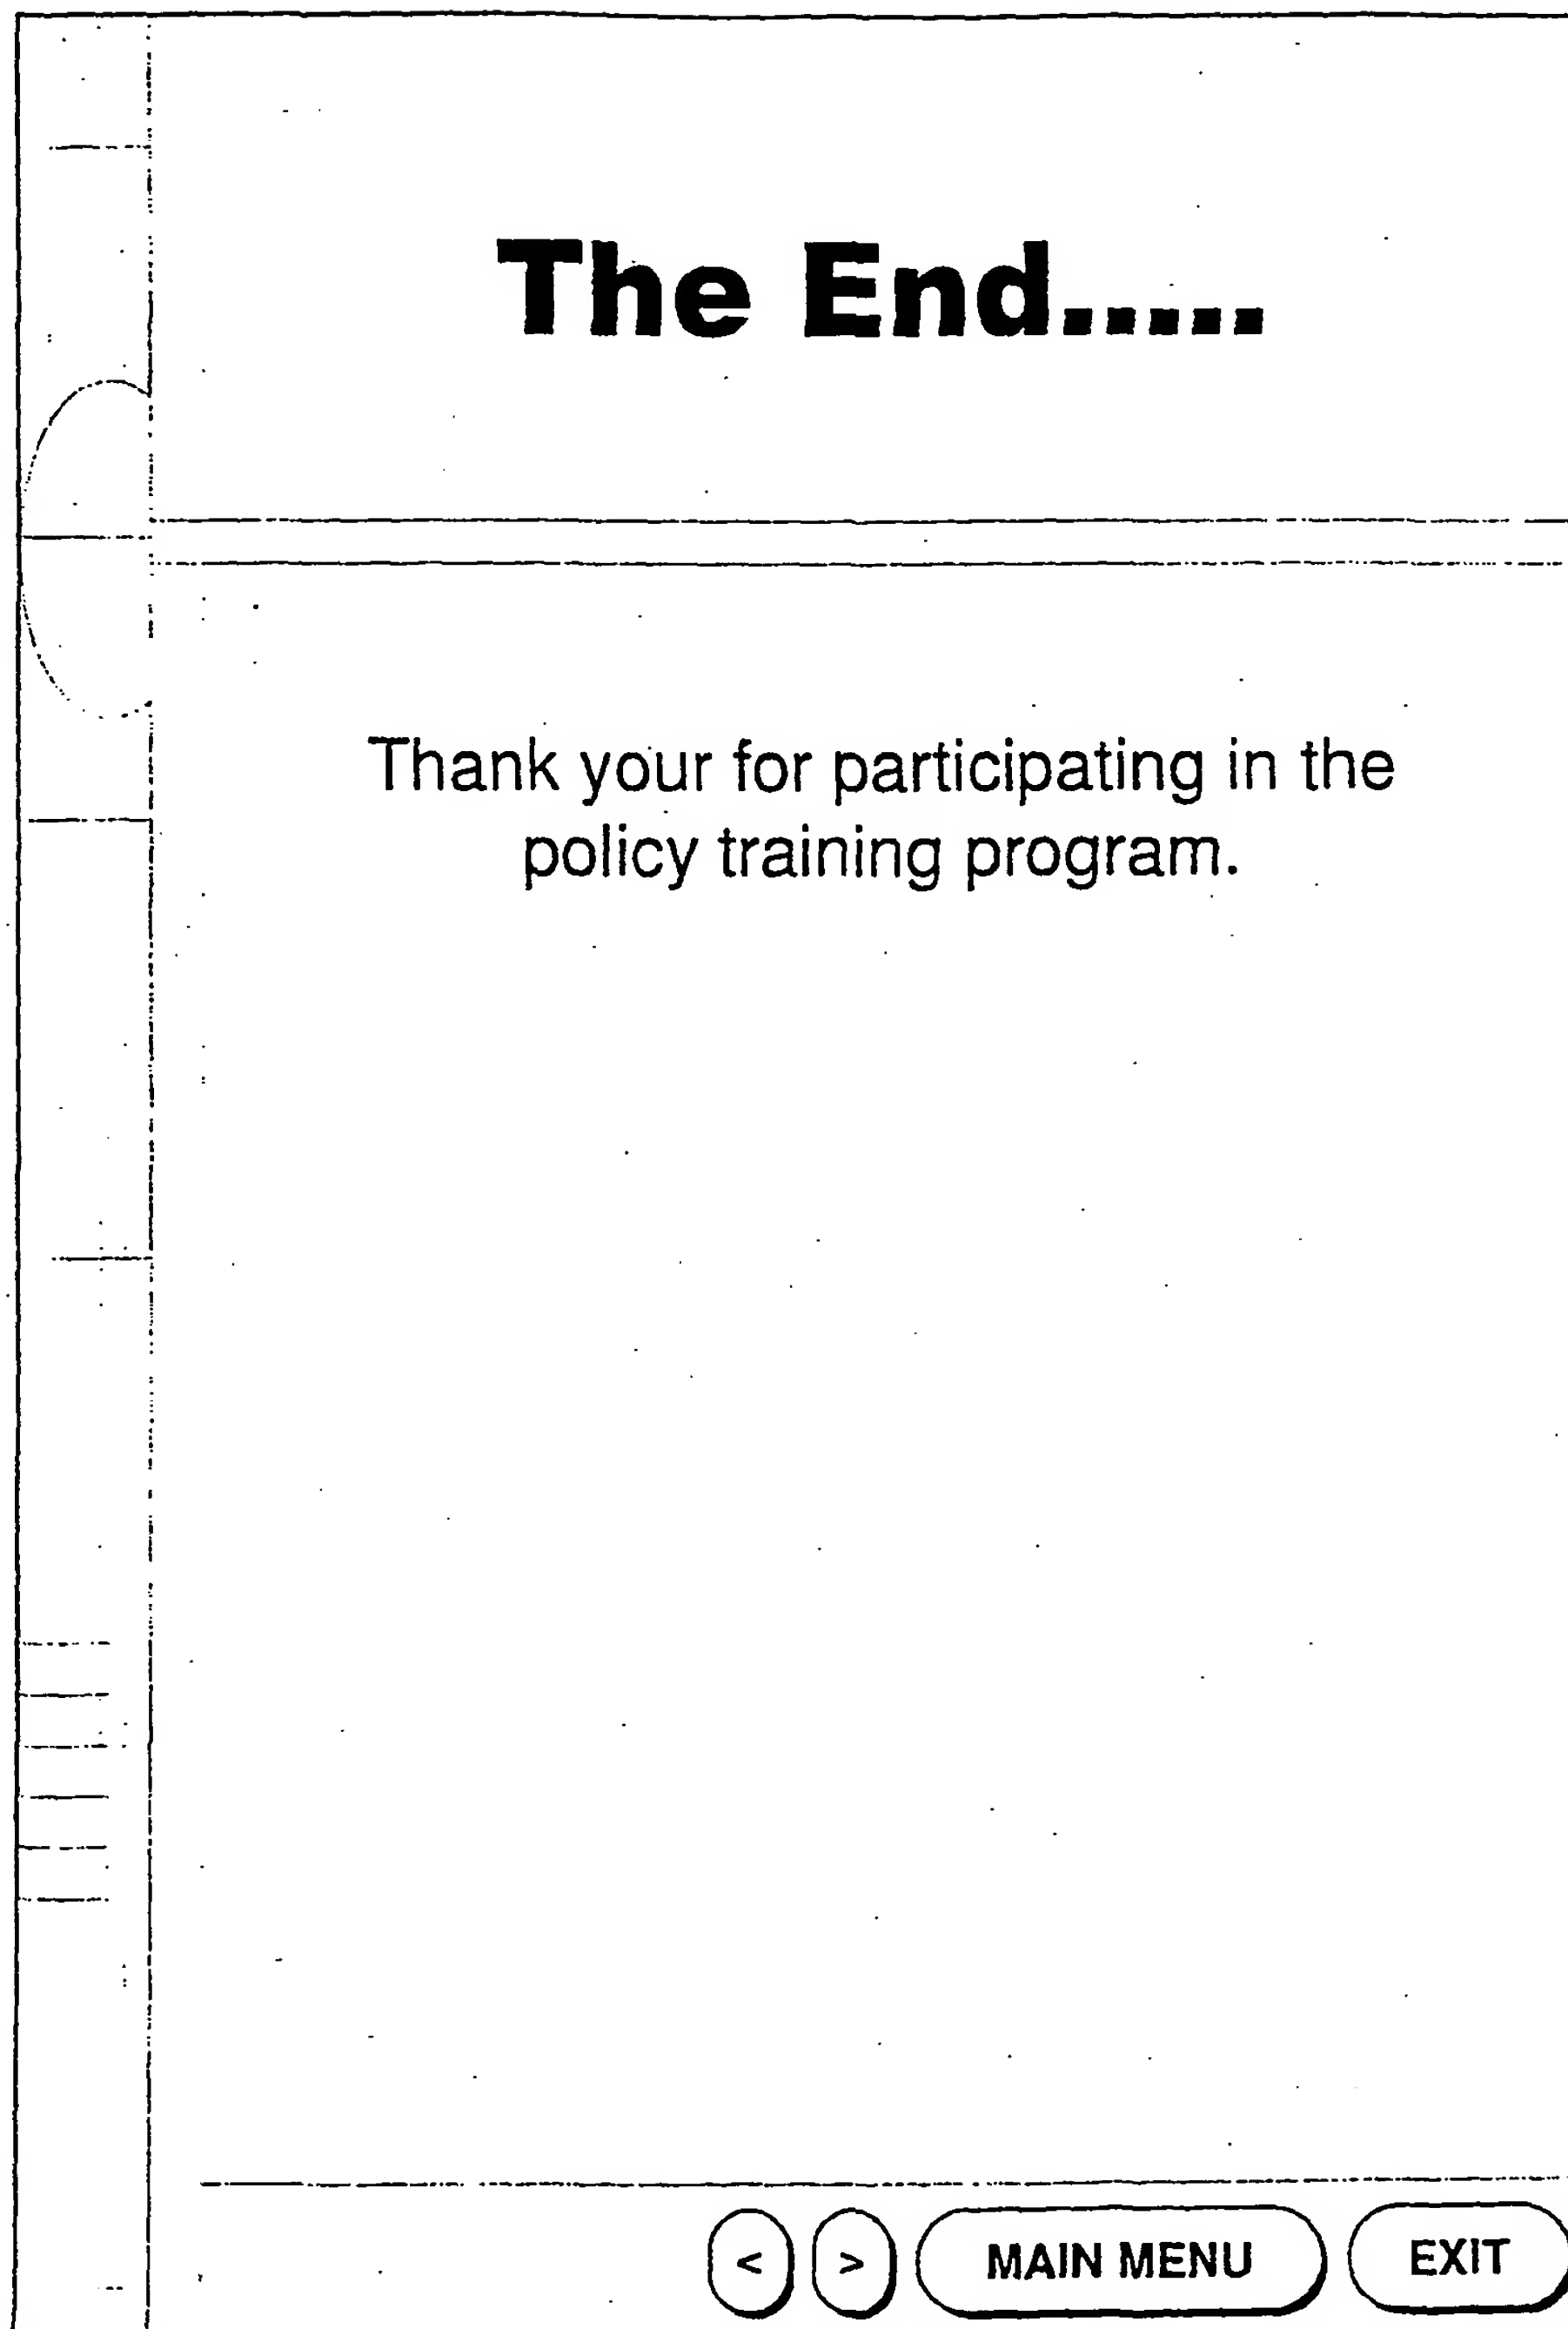 The End.....
Thank your for participating in the
policy training program.
< > MAIN MENU EXIT